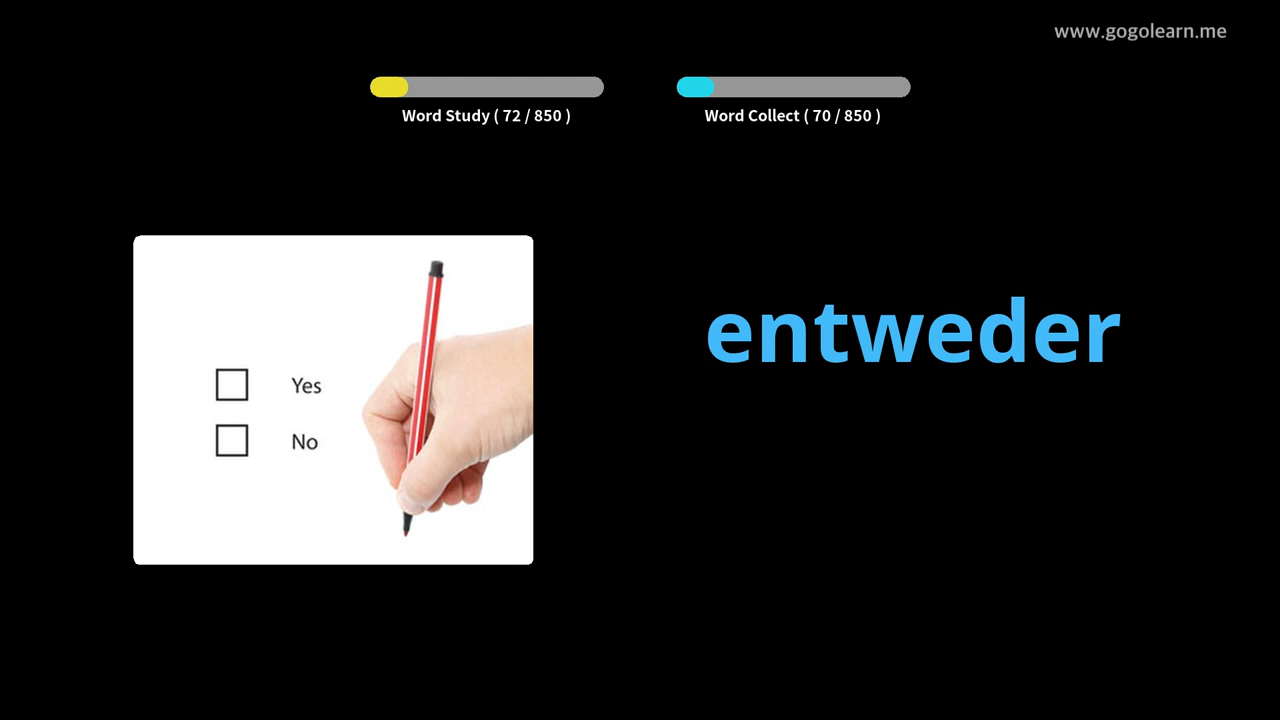 www.gogolearn.me
Word Study ( 72 / 850 )
Word Collect ( 70 / 850 )
entweder
Yes
No